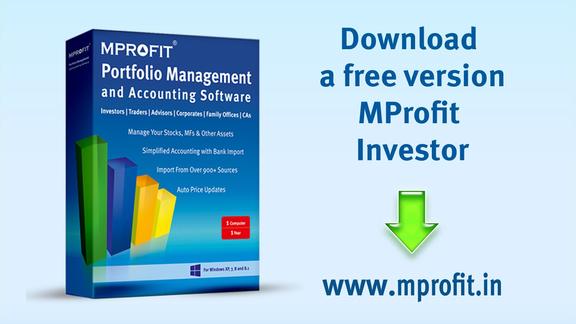 MPROFIT®
Portfolio Management
and Accounting Software
Investors | Traders | Advisors | Corporates | Family Offices | CAs
Manage Your Stocks, MFs & Other Assets
Simplified Accounting with Bank Import
Import From Over 900+ Sources
Auto Price Updates
1 Computer
1 Year
For Windows XP, 7, 8 and 8.1
Download
a free version
MProfit
Investor
www.mprofit.in